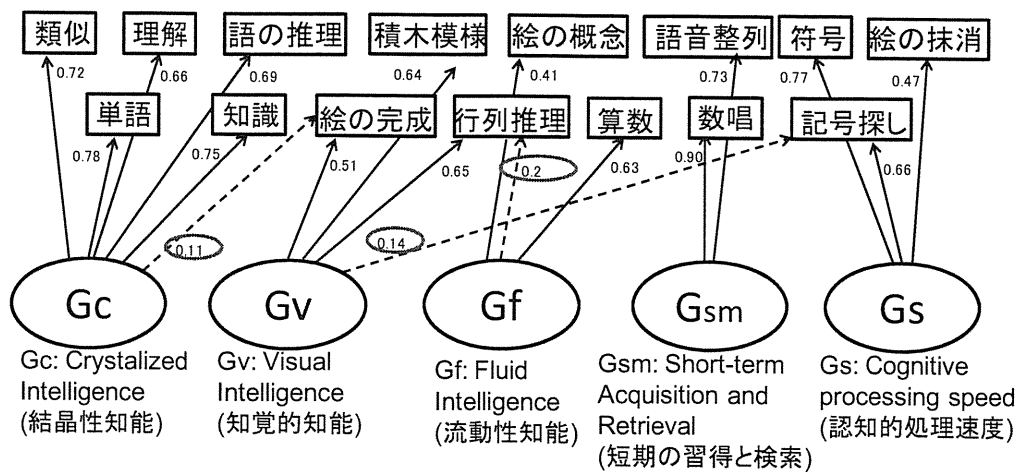 類似 理解 語の推理 積木模様 絵の概念 語音整列 符号 絵の抹消
0.72 0.66 0.69 0.64 0.41 0.73 0.77 0.47
単語 知識 絵の完成 行列推理 算数 数唱 記号探し
0.78 0.75 0.51 0.65 0.2 0.63 0.90 0.66
0.11 0.14
Gc Gv Gf Gsm Gs
Gc: Crystalized
Intelligence
(結晶性知能)
Gv: Visual
Intelligence
(知覚的知能)
Gf: Fluid
Intelligence
(流動性知能)
Gsm: Short-term
Acquisition and
Retrieval
(短期の習得と検索)
Gs: Cognitive
processing speed
(認知的処理速度)